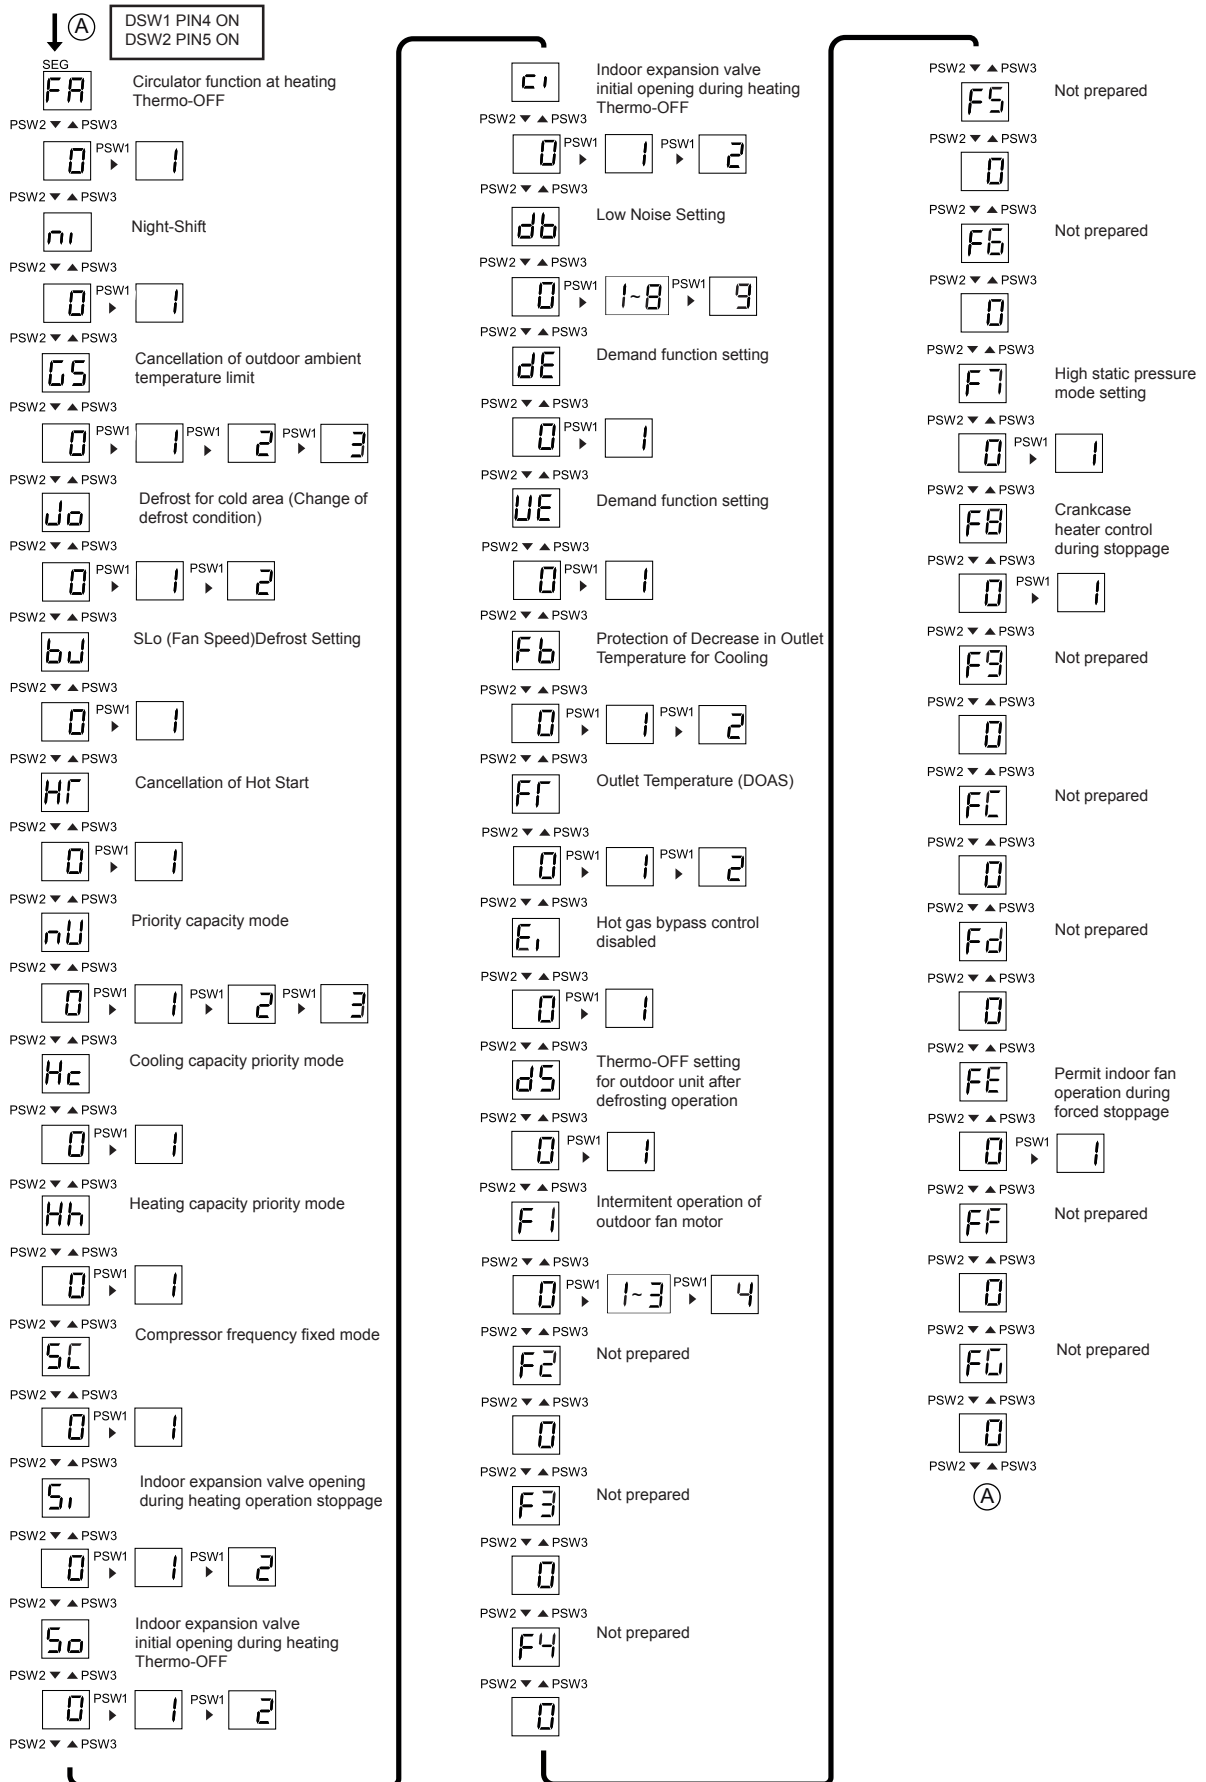 A
DSW1 PIN4 ON
DSW2 PIN5 ON
SEG
FA
Circulator function at heating
Thermo-OFF
PSW2 ▼ ▲ PSW3
0 PSW1 ▶ 1
PSW2 ▼ ▲ PSW3
ni
Night-Shift
PSW2 ▼ ▲ PSW3
0 PSW1 ▶ 1
PSW2 ▼ ▲ PSW3
GS
Cancellation of outdoor ambient
temperature limit
PSW2 ▼ ▲ PSW3
0 PSW1 ▶ 1 PSW1 ▶ 2 PSW1 ▶ 3
PSW2 ▼ ▲ PSW3
Jo
Defrost for cold area (Change of
defrost condition)
PSW2 ▼ ▲ PSW3
0 PSW1 ▶ 1 PSW1 ▶ 2
PSW2 ▼ ▲ PSW3
bJ
SLo (Fan Speed)Defrost Setting
PSW2 ▼ ▲ PSW3
0 PSW1 ▶ 1
PSW2 ▼ ▲ PSW3
HT
Cancellation of Hot Start
PSW2 ▼ ▲ PSW3
0 PSW1 ▶ 1
PSW2 ▼ ▲ PSW3
nU
Priority capacity mode
PSW2 ▼ ▲ PSW3
0 PSW1 ▶ 1 PSW1 ▶ 2 PSW1 ▶ 3
PSW2 ▼ ▲ PSW3
Hc
Cooling capacity priority mode
PSW2 ▼ ▲ PSW3
0 PSW1 ▶ 1
PSW2 ▼ ▲ PSW3
Hh
Heating capacity priority mode
PSW2 ▼ ▲ PSW3
0 PSW1 ▶ 1
PSW2 ▼ ▲ PSW3
SC
Compressor frequency fixed mode
PSW2 ▼ ▲ PSW3
0 PSW1 ▶ 1
PSW2 ▼ ▲ PSW3
Si
Indoor expansion valve opening
during heating operation stoppage
PSW2 ▼ ▲ PSW3
0 PSW1 ▶ 1 PSW1 ▶ 2
PSW2 ▼ ▲ PSW3
So
Indoor expansion valve
initial opening during heating
Thermo-OFF
PSW2 ▼ ▲ PSW3
0 PSW1 ▶ 1 PSW1 ▶ 2
PSW2 ▼ ▲ PSW3
ci
Indoor expansion valve
initial opening during heating
Thermo-OFF
PSW2 ▼ ▲ PSW3
0 PSW1 ▶ 1 PSW1 ▶ 2
PSW2 ▼ ▲ PSW3
db
Low Noise Setting
PSW2 ▼ ▲ PSW3
0 PSW1 ▶ 1~8 PSW1 ▶ 9
PSW2 ▼ ▲ PSW3
dE
Demand function setting
PSW2 ▼ ▲ PSW3
0 PSW1 ▶ 1
PSW2 ▼ ▲ PSW3
UE
Demand function setting
PSW2 ▼ ▲ PSW3
0 PSW1 ▶ 1
PSW2 ▼ ▲ PSW3
Fb
Protection of Decrease in Outlet
Temperature for Cooling
PSW2 ▼ ▲ PSW3
0 PSW1 ▶ 1 PSW1 ▶ 2
PSW2 ▼ ▲ PSW3
FT
Outlet Temperature (DOAS)
PSW2 ▼ ▲ PSW3
0 PSW1 ▶ 1 PSW1 ▶ 2
PSW2 ▼ ▲ PSW3
Ei
Hot gas bypass control
disabled
PSW2 ▼ ▲ PSW3
0 PSW1 ▶ 1
PSW2 ▼ ▲ PSW3
dS
Thermo-OFF setting
for outdoor unit after
defrosting operation
PSW2 ▼ ▲ PSW3
0 PSW1 ▶ 1
PSW2 ▼ ▲ PSW3
F1
Intermitent operation of
outdoor fan motor
PSW2 ▼ ▲ PSW3
0 PSW1 ▶ 1~3 PSW1 ▶ 4
PSW2 ▼ ▲ PSW3
F2
Not prepared
PSW2 ▼ ▲ PSW3
0
PSW2 ▼ ▲ PSW3
F3
Not prepared
PSW2 ▼ ▲ PSW3
0
PSW2 ▼ ▲ PSW3
F4
Not prepared
PSW2 ▼ ▲ PSW3
0
PSW2 ▼ ▲ PSW3
F5
Not prepared
PSW2 ▼ ▲ PSW3
0
PSW2 ▼ ▲ PSW3
F6
Not prepared
PSW2 ▼ ▲ PSW3
0
PSW2 ▼ ▲ PSW3
F7
High static pressure
mode setting
PSW2 ▼ ▲ PSW3
0 PSW1 ▶ 1
PSW2 ▼ ▲ PSW3
F8
Crankcase
heater control
during stoppage
PSW2 ▼ ▲ PSW3
0 PSW1 ▶ 1
PSW2 ▼ ▲ PSW3
F9
Not prepared
PSW2 ▼ ▲ PSW3
0
PSW2 ▼ ▲ PSW3
FC
Not prepared
PSW2 ▼ ▲ PSW3
0
PSW2 ▼ ▲ PSW3
Fd
Not prepared
PSW2 ▼ ▲ PSW3
0
PSW2 ▼ ▲ PSW3
FE
Permit indoor fan
operation during
forced stoppage
PSW2 ▼ ▲ PSW3
0 PSW1 ▶ 1
PSW2 ▼ ▲ PSW3
FF
Not prepared
PSW2 ▼ ▲ PSW3
0
PSW2 ▼ ▲ PSW3
FG
Not prepared
PSW2 ▼ ▲ PSW3
0
PSW2 ▼ ▲ PSW3
A